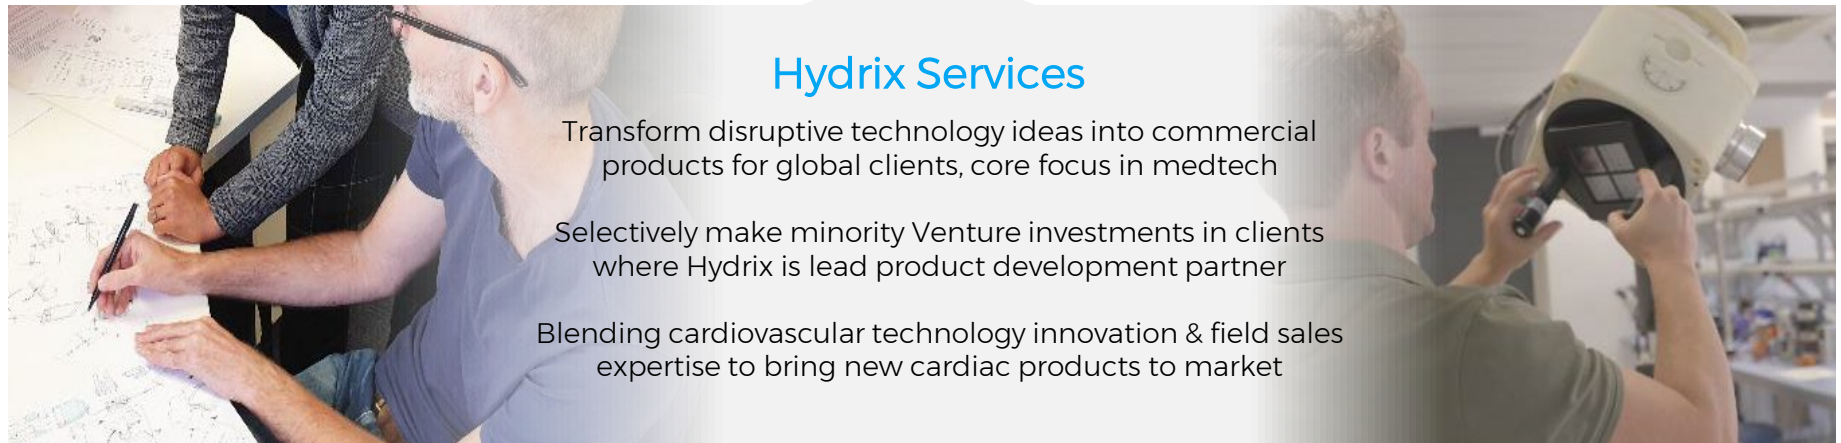 Hydrix Services
Transform disruptive technology ideas into commercial
products for global clients, core focus in medtech
Selectively make minority Venture investments in clients
where Hydrix is lead product development partner
Blending cardiovascular technology innovation & field sales
expertise to bring new cardiac products to market